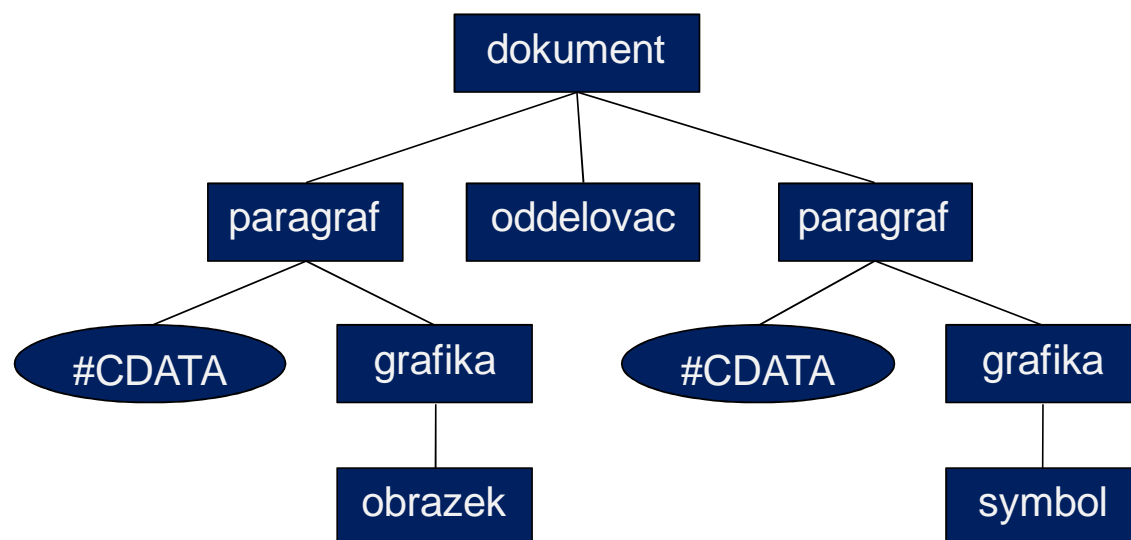 dokument
paragraf
oddelovac
paragraf
#CDATA
grafika
#CDATA
grafika
obrazek
symbol